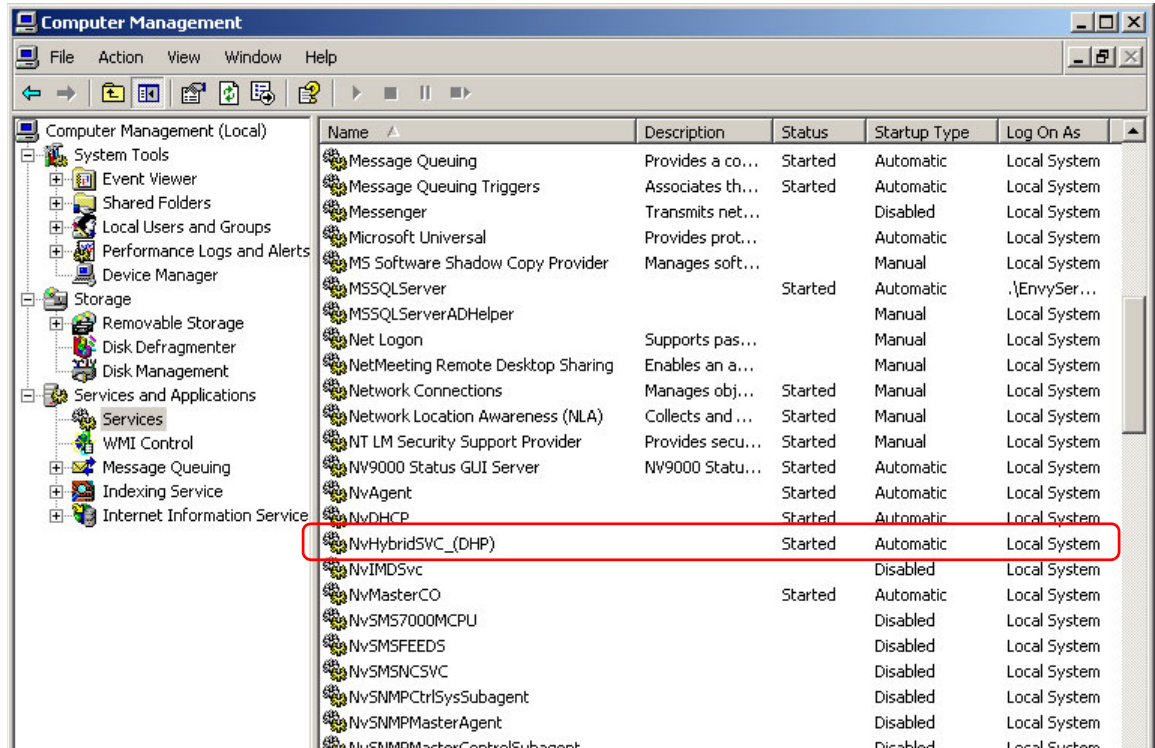 Computer Management
File Action View Window Help
Computer Management (Local)
System Tools
Event Viewer
Shared Folders
Local Users and Groups
Performance Logs and Alerts
Device Manager
Storage
Removable Storage
Disk Defragmenter
Disk Management
Services and Applications
Services
WMI Control
Message Queuing
Indexing Service
Internet Information Service
Name Description Status Startup Type Log On As
Message Queuing Provides a co... Started Automatic Local System
Message Queuing Triggers Associates th... Started Automatic Local System
Messenger Transmits net... Disabled Local System
Microsoft Universal Provides prot... Automatic Local System
MS Software Shadow Copy Provider Manages soft... Manual Local System
MSSQLServer Started Automatic .\EnvySer...
MSSQLServerADHelper Manual Local System
Net Logon Supports pas... Manual Local System
NetMeeting Remote Desktop Sharing Enables an a... Manual Local System
Network Connections Manages obj... Started Manual Local System
Network Location Awareness (NLA) Collects and ... Started Manual Local System
NT LM Security Support Provider Provides secu... Started Manual Local System
NV9000 Status GUI Server NV9000 Statu... Started Automatic Local System
NvAgent Started Automatic Local System
NvDHCP Started Automatic Local System
NvHybridSVC_(DHP) Started Automatic Local System
NvIMDSvc Disabled Local System
NvMasterCO Started Automatic Local System
NvSMS7000MCPU Disabled Local System
NvSMSFEEDS Disabled Local System
NvSMSNCSVC Disabled Local System
NvSNMPCtrlSysSubagent Disabled Local System
NvSNMPMasterAgent Disabled Local System
NvSNMPMasterControlSubagent Disabled Local System